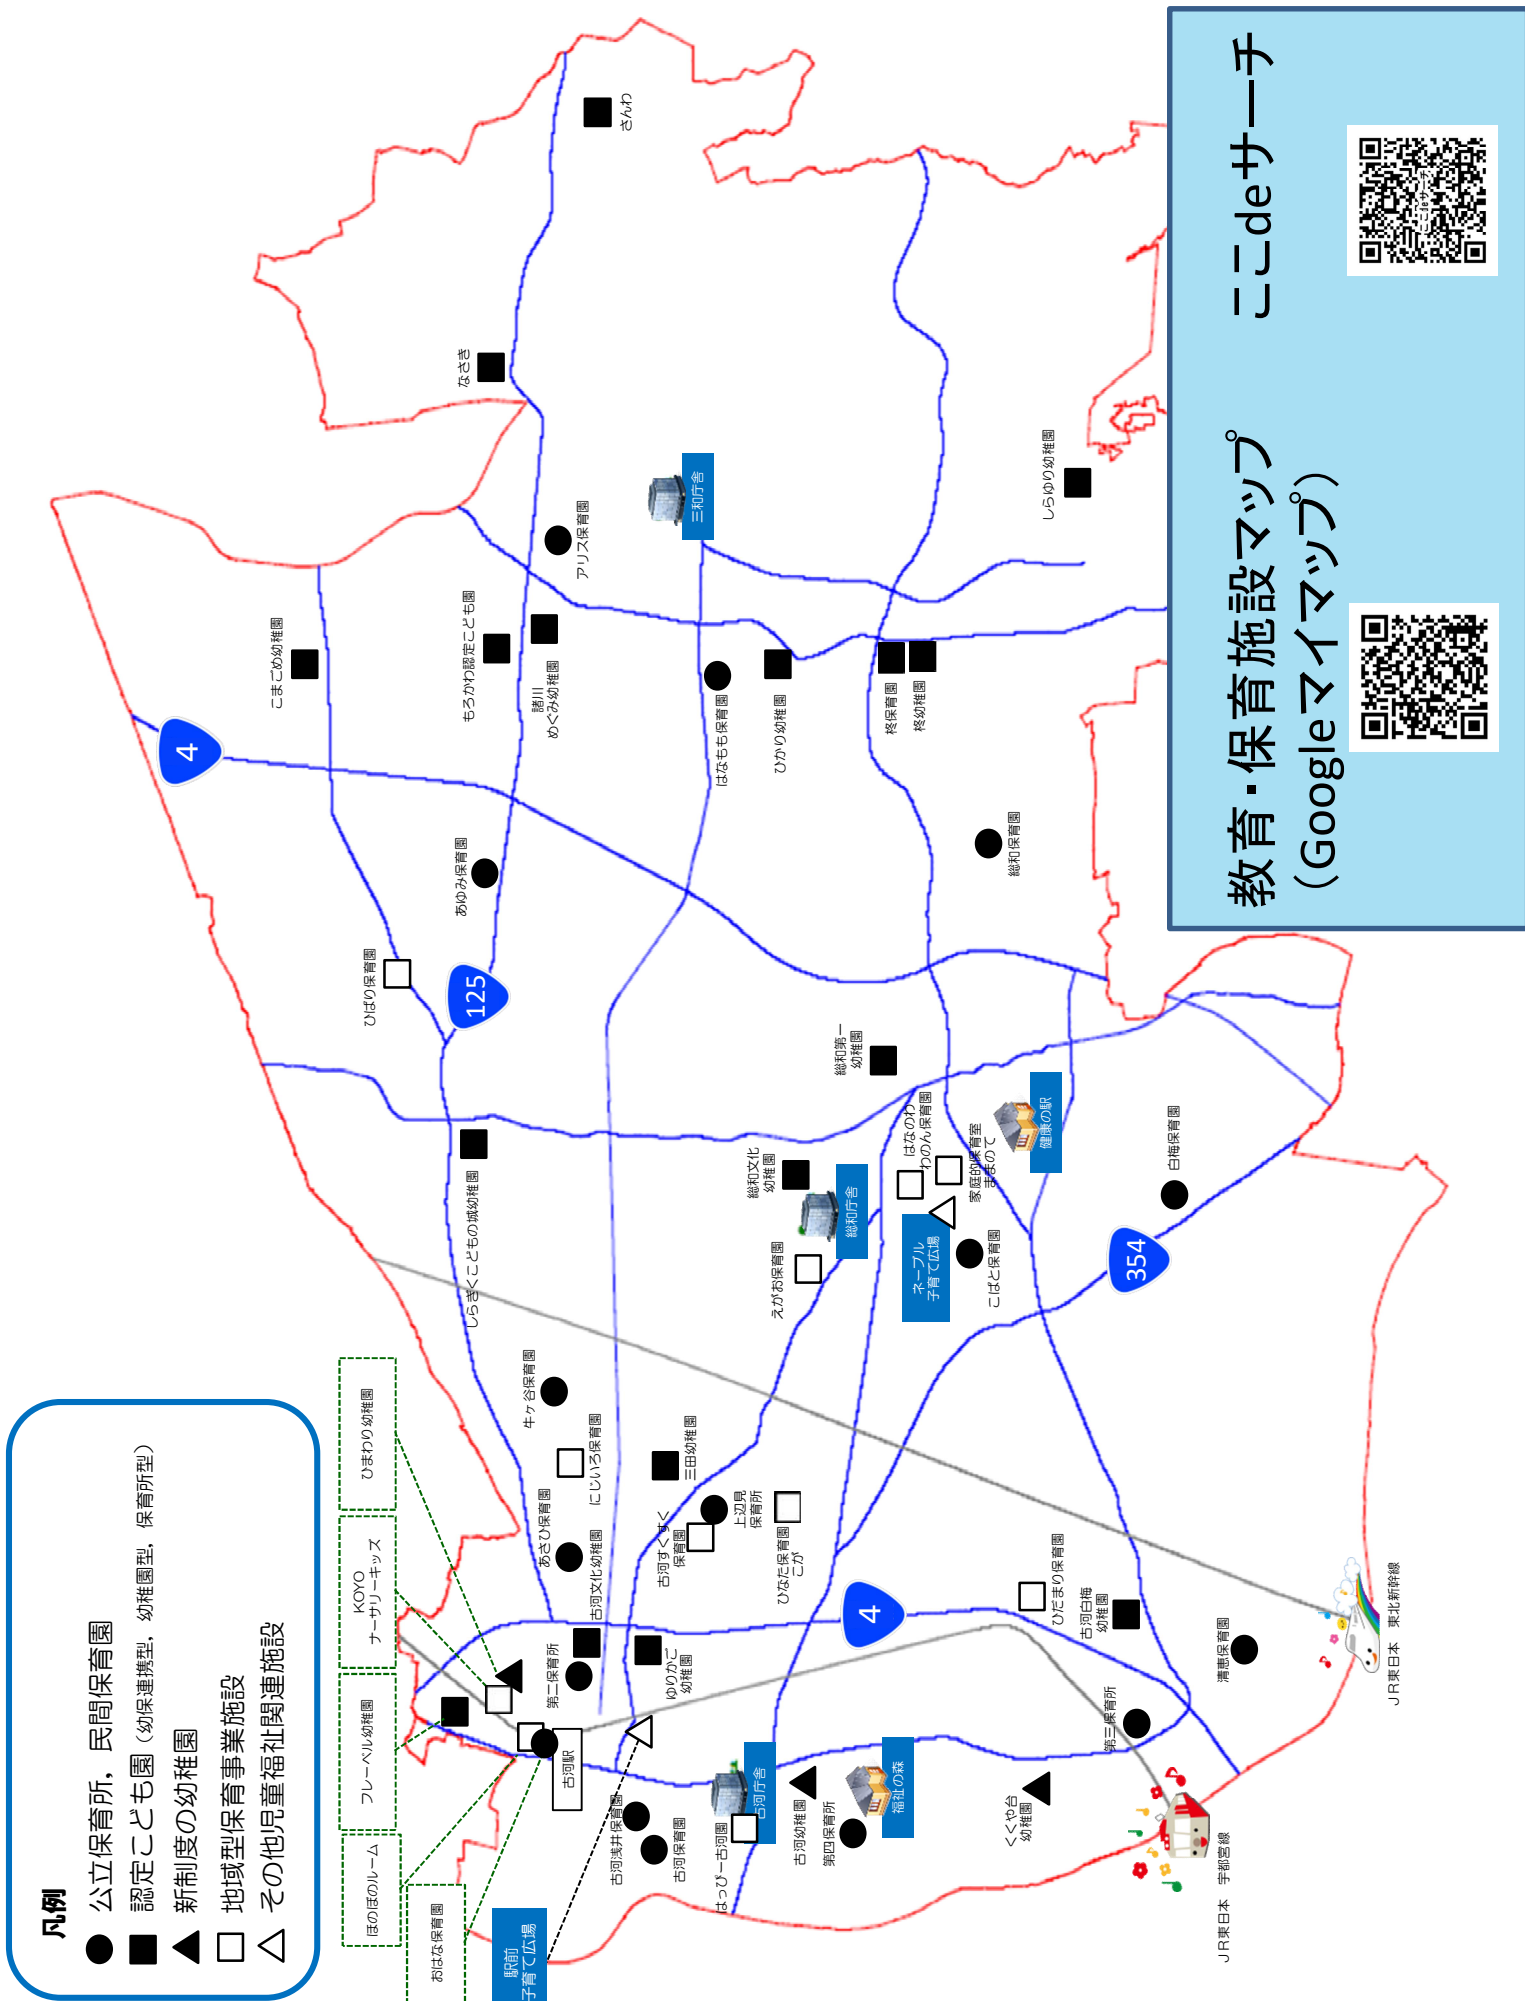 凡例
公立保育所，民間保育園
認定こども園（幼保連携型，幼稚園型，保育所型）
新制度の幼稚園
地域型保育事業施設
その他児童福祉関連施設
ひまわり幼稚園
KOYO
ナーサリーキッズ
フレーベル幼稚園
ほのぼのルーム
おはな保育園
駅前
子育て広場
4
こまごめ幼稚園
ひばり保育園
125
あゆみ保育園
もろかわ認定こども園
諸川
めぐみ幼稚園
アリス保育園
なさき
さんわ
三和庁舎
しらぎくこどもの城幼稚園
牛ヶ谷保育園
にじいろ保育園
あさひ保育園
古河文化幼稚園
第二保育所
古河駅
ゆりかご
幼稚園
三田幼稚園
古河すくすく
保育園
上辺見
保育所
ひなた保育園
こが
はなもも保育園
ひかり幼稚園
柊保育園
柊幼稚園
しらゆり幼稚園
総和保育園
総和第一
幼稚園
総和文化
幼稚園
総和庁舎
えがお保育園
はなのわ
わのん保育園
家庭的保育室
ままのて
健康の駅
ネーブル
子育て広場
こばと保育園
白梅保育園
354
4
ひだまり保育園
古河白梅
幼稚園
清恵保育園
第三保育所
古河浅井保育園
古河保育園
古河庁舎
はっぴー古河園
古河幼稚園
第四保育所
福祉の森
くくや台
幼稚園
ＪＲ東日本　宇都宮線
ＪＲ東日本　東北新幹線
教育・保育施設マップ
（Googleマイマップ）
ここdeサーチ
ここdeサーチ